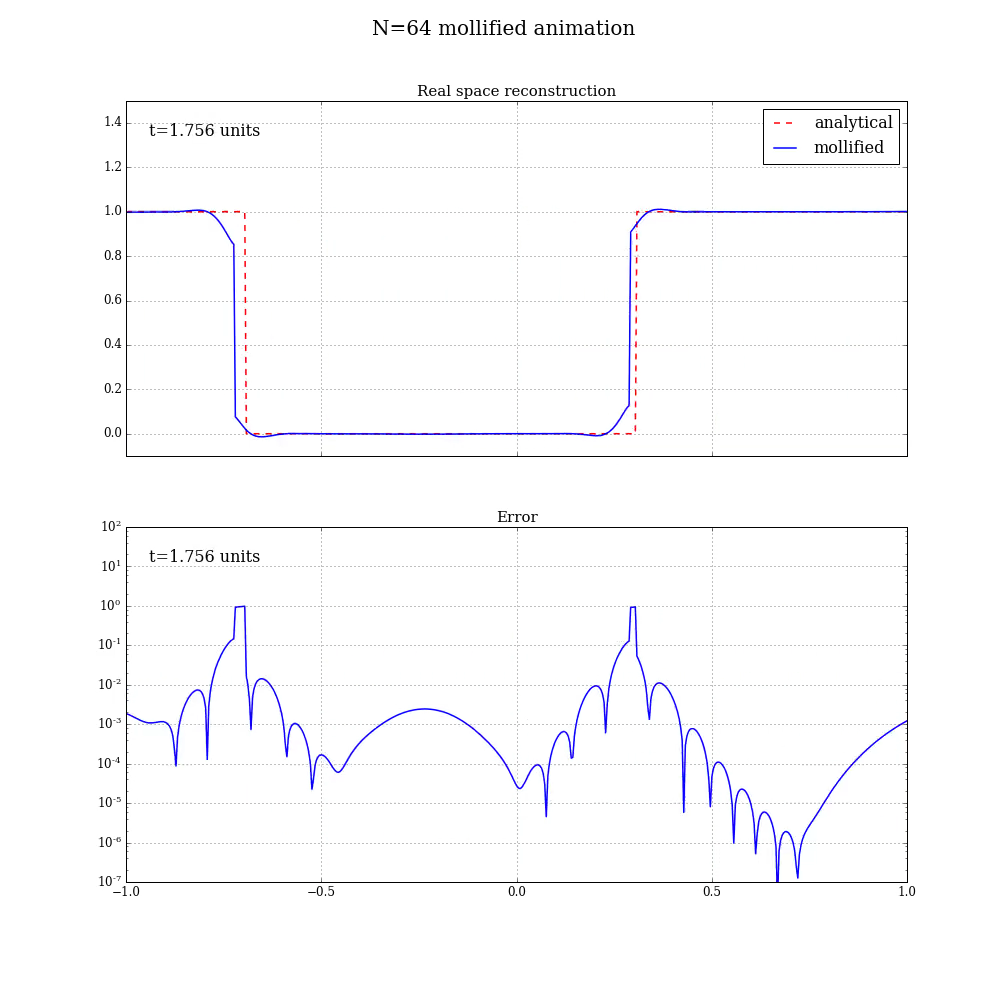 N=64 mollified animation
Real space reconstruction
t=1.756 units
analytical
mollified
1.4
1.2
1.0
0.8
0.6
0.4
0.2
0.0
Error
t=1.756 units
10²
10¹
10⁰
10⁻¹
10⁻²
10⁻³
10⁻⁴
10⁻⁵
10⁻⁶
10⁻⁷
−1.0 −0.5 0.0 0.5 1.0